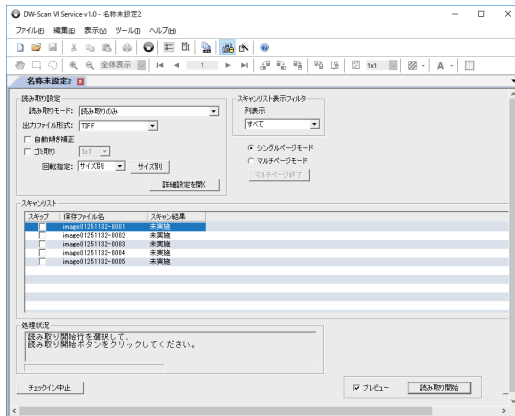 DW-Scan VI Service v1.0 - 名称未設定2
ファイル(F) 編集(E) 表示(V) ツール(T) ヘルプ(H)
全体表示 1 1x1 A
名称未設定2
読み取り設定
読み取りモード: 読み取りのみ
出力ファイル形式: TIFF
自動傾き補正
ゴミ取り 1x1
回転指定: サイズ別 サイズ別
詳細設定を開く
スキャンリスト表示フィルタ
列表示
すべて
シングルページモード
マルチページモード
マルチページ終了
スキャンリスト
スキップ 保存ファイル名 スキャン結果
image01251132-0001 未実施
image01251132-0002 未実施
image01251132-0003 未実施
image01251132-0004 未実施
image01251132-0005 未実施
処理状況
読み取り開始行を選択して、
読み取り開始ボタンをクリックしてください。
チェックイン中止
プレビュー 読み取り開始